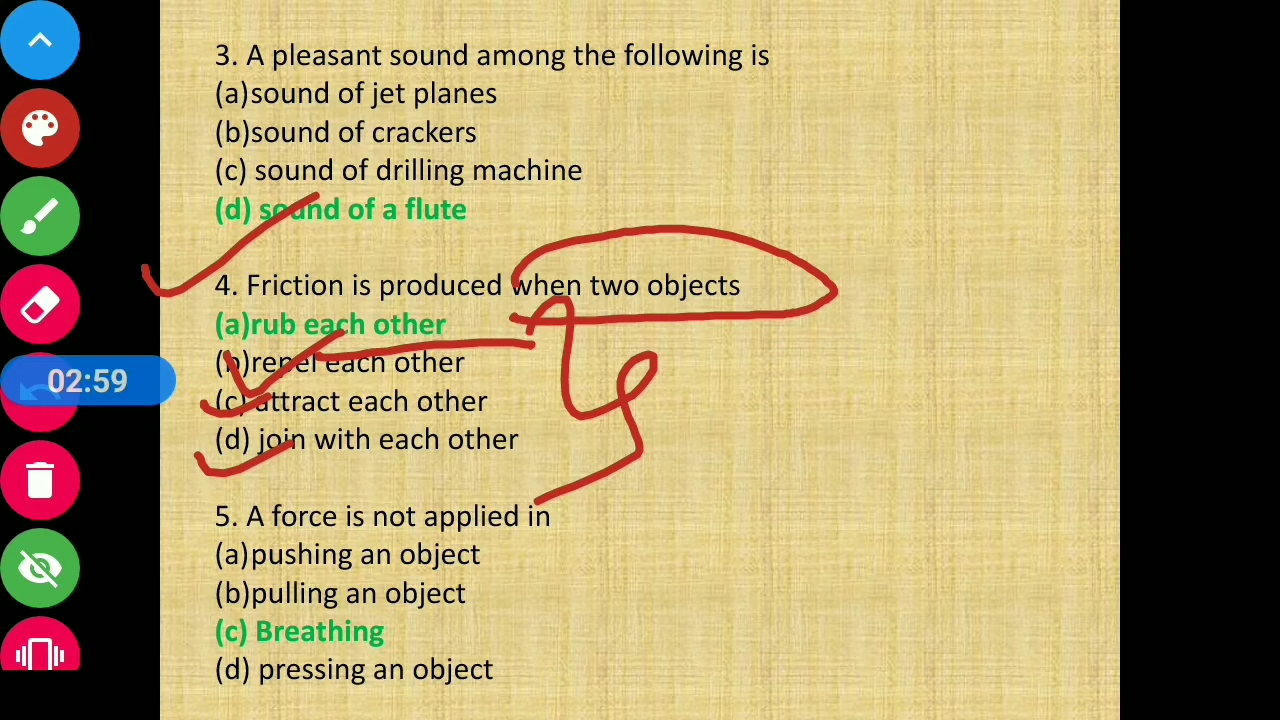 3. A pleasant sound among the following is
(a)sound of jet planes
(b)sound of crackers
(c) sound of drilling machine
(d) sound of a flute
4. Friction is produced when two objects
(a)rub each other
(b)repel each other
02:59
(c) attract each other
(d) join with each other
5. A force is not applied in
(a)pushing an object
(b)pulling an object
(c) Breathing
(d) pressing an object